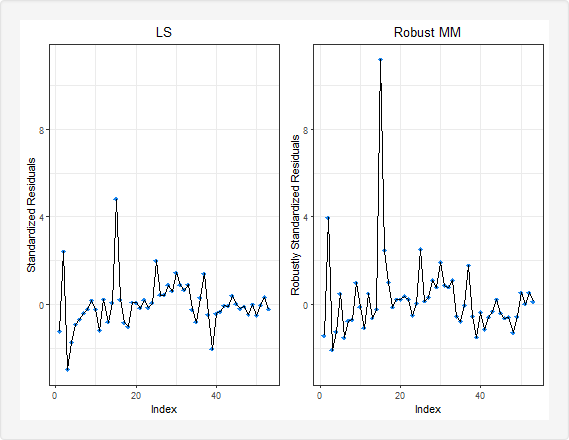 LS
Robust MM
Standardized Residuals
8
4
0
0
20
40
Index
Robustly Standardized Residuals
8
4
0
0
20
40
Index